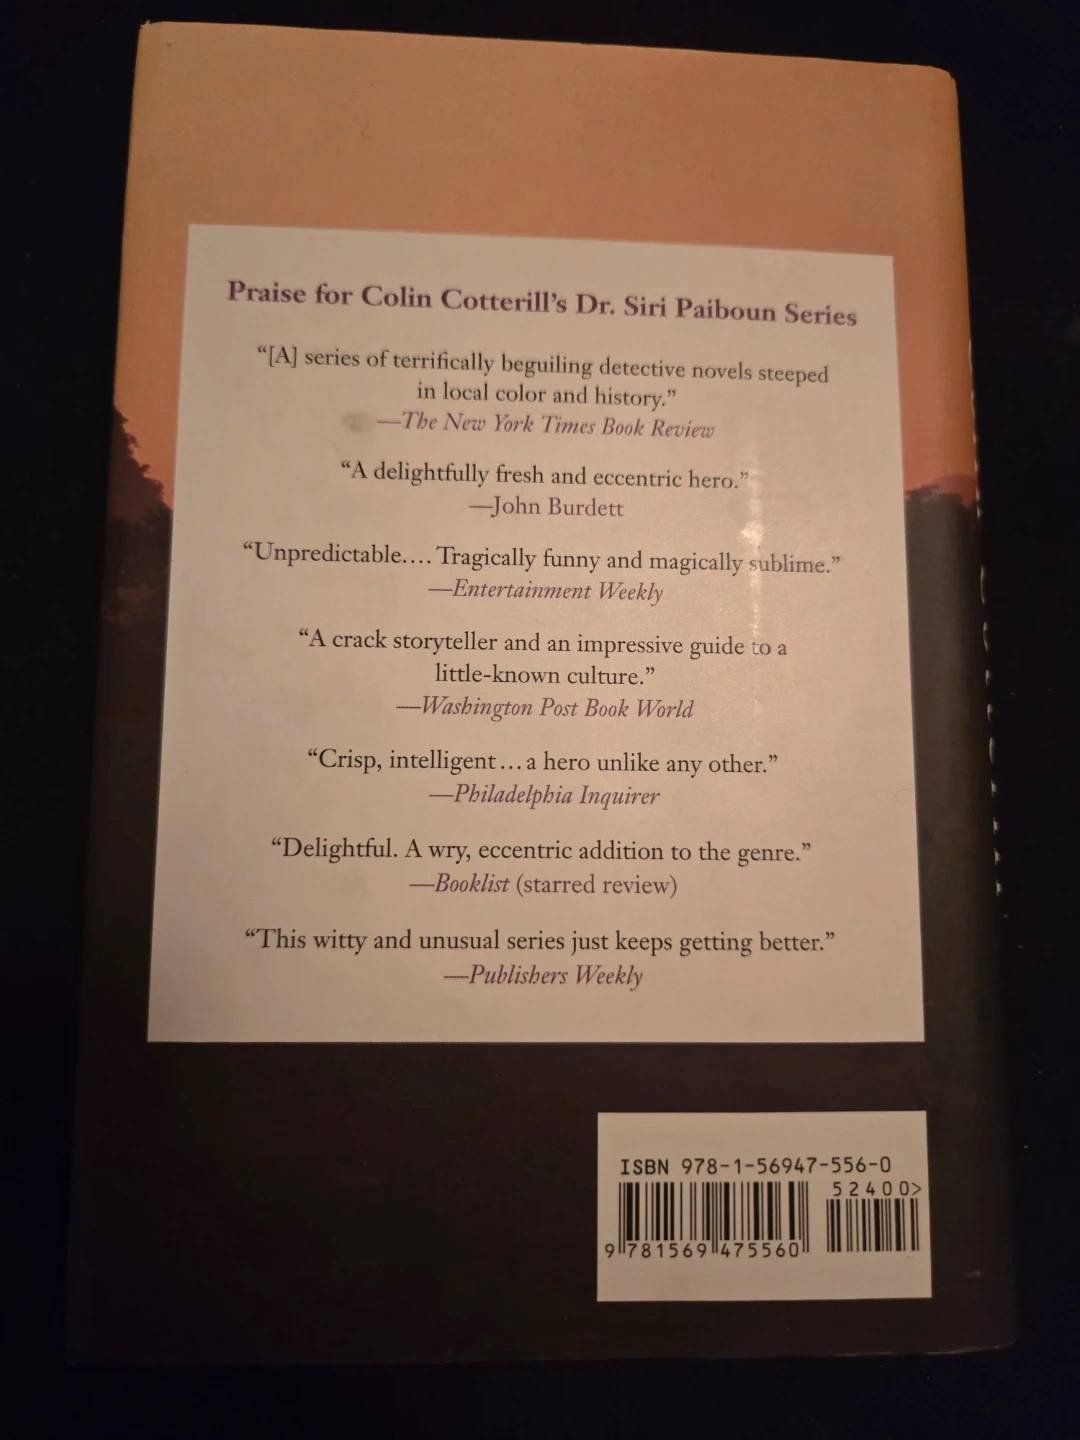 Praise for Colin Cotterill’s Dr. Siri Paiboun Series
“[A] series of terrifically beguiling detective novels steeped
in local color and history.”
—The New York Times Book Review
“A delightfully fresh and eccentric hero.”
—John Burdett
“Unpredictable.... Tragically funny and magically sublime.”
—Entertainment Weekly
“A crack storyteller and an impressive guide to a
little-known culture.”
—Washington Post Book World
“Crisp, intelligent...a hero unlike any other.”
—Philadelphia Inquirer
“Delightful. A wry, eccentric addition to the genre.”
—Booklist (starred review)
“This witty and unusual series just keeps getting better.”
—Publishers Weekly
ISBN 978-1-56947-556-0
52400>
9 781569 475560